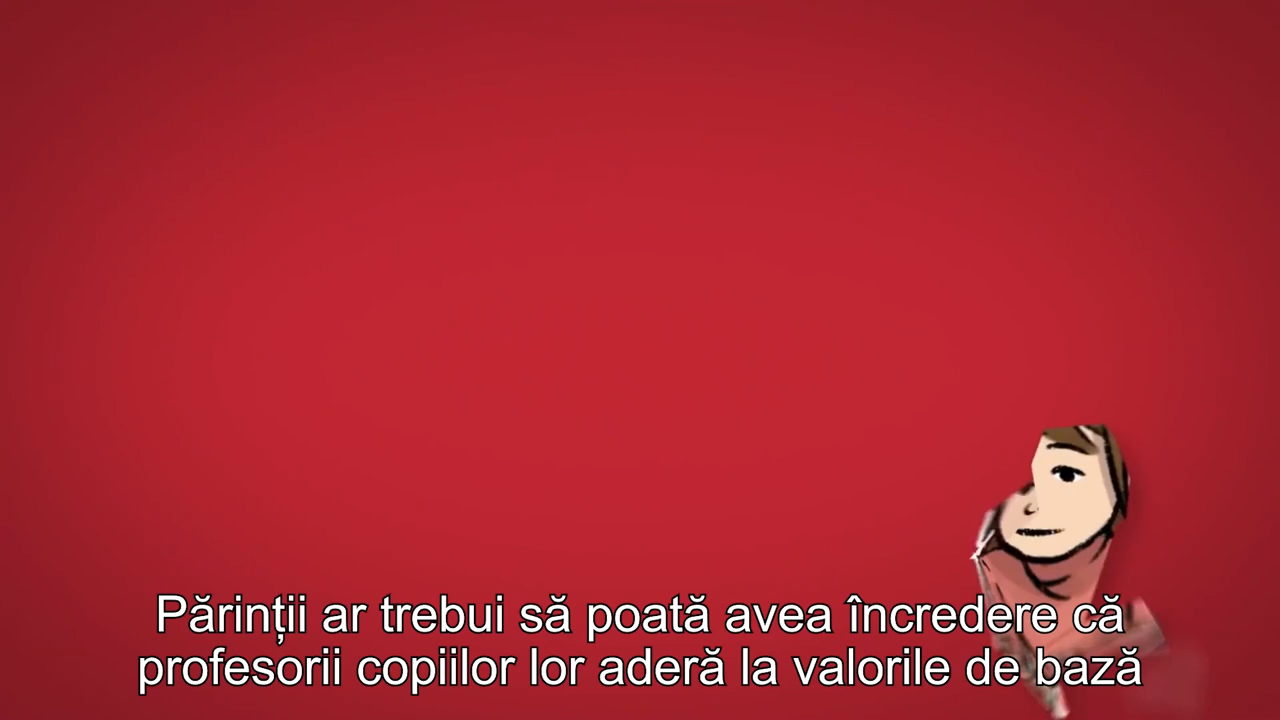 Părinții ar trebui să poată avea încredere că
profesorii copiilor lor aderă la valorile de bază